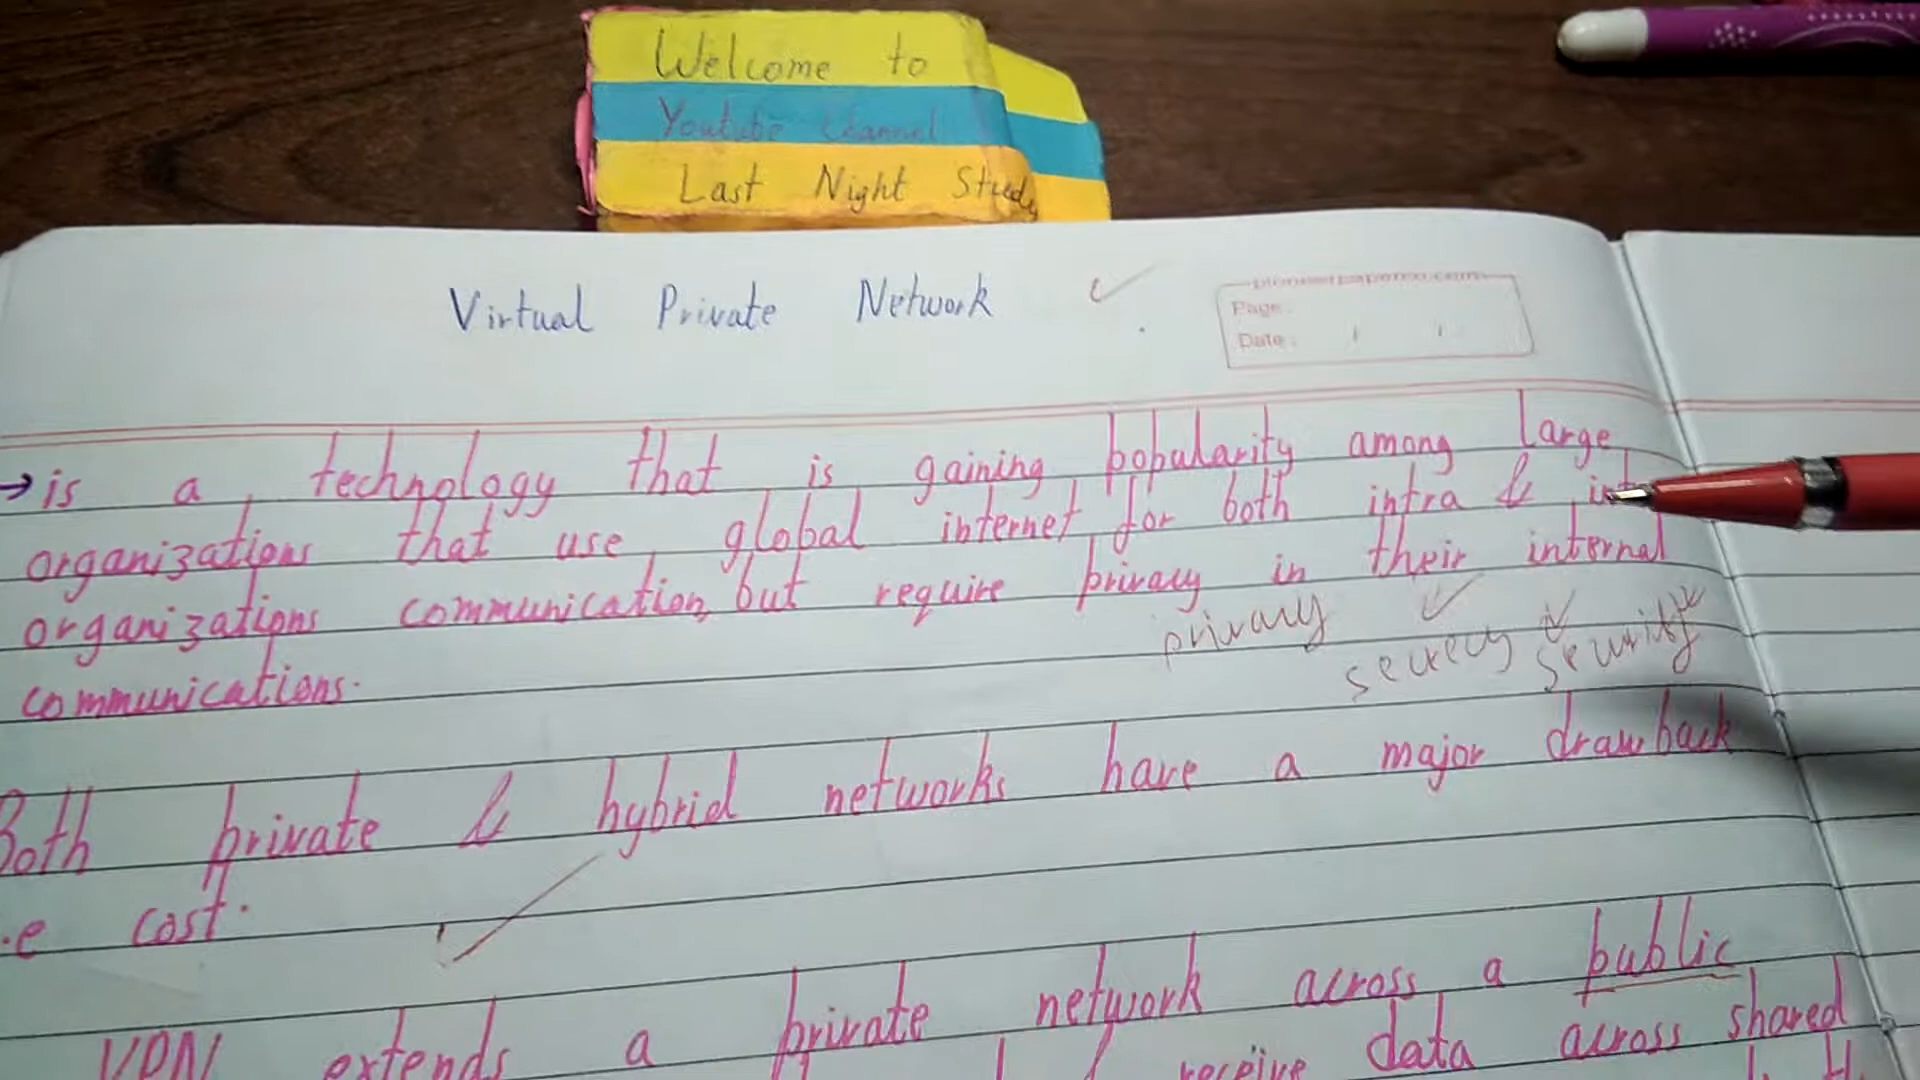 Welcome to
Youtube Channel
Last Night Study
Virtual Private Network
Page :
Date :
→ is a technology that is gaining popularity among large
organizations that use global internet for both intra &
organizations communication, but require privacy in their internal
privacy secrecy security
communications.
Both private & hybrid networks have a major drawback
cost.
VPN extends a private network across a public
receive data across shared